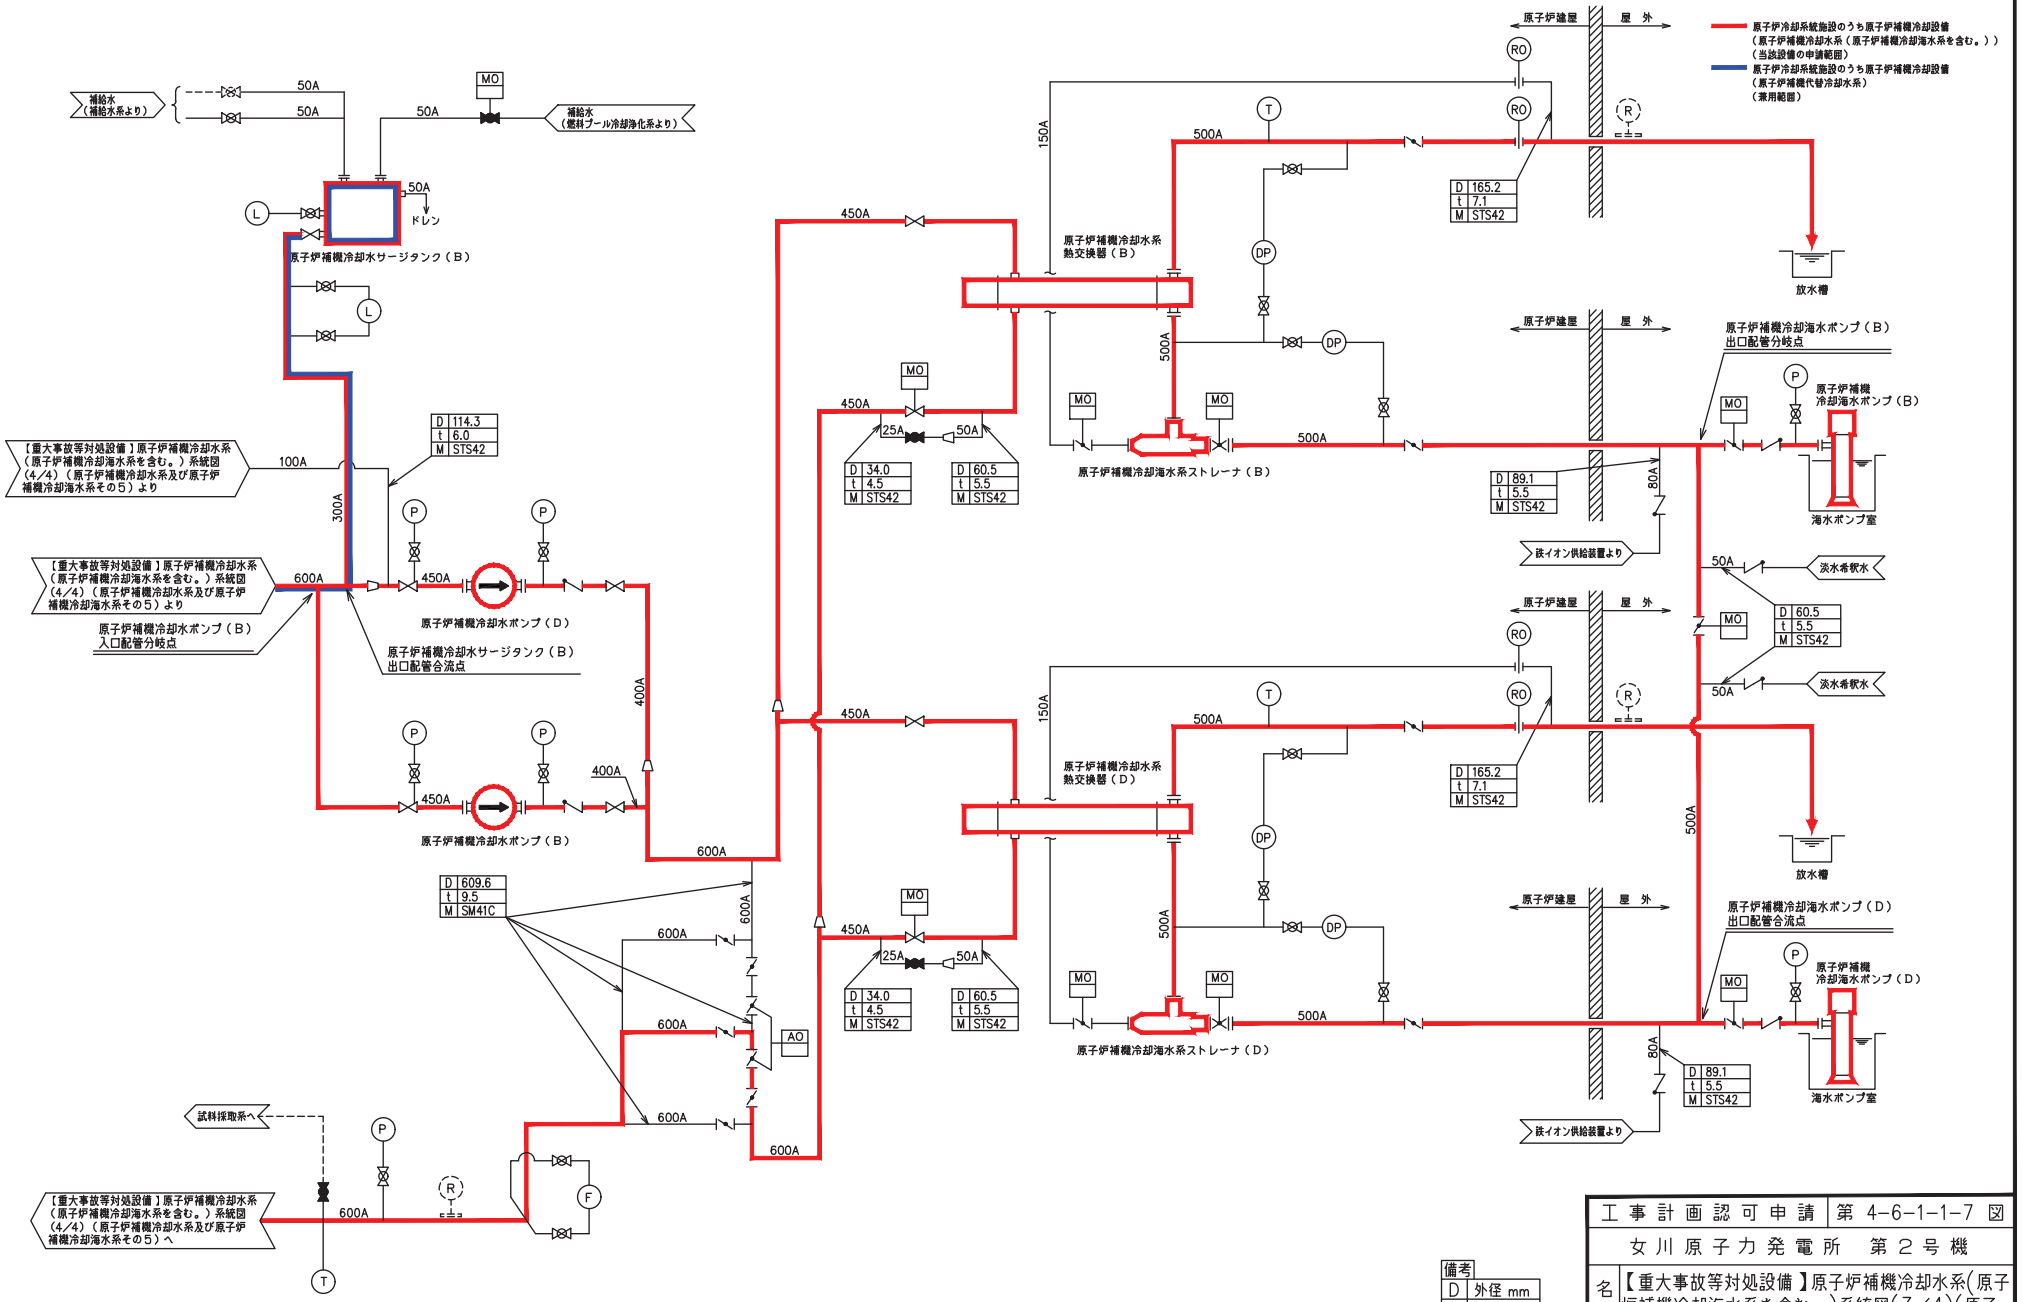 原子炉建屋
屋 外
原子炉冷却系統施設のうち原子炉補機冷却設備
(原子炉補機冷却水系(原子炉補機冷却海水系を含む。))
(当該設備の申請範囲)
原子炉冷却系統施設のうち原子炉補機冷却設備
(原子炉補機代替冷却水系)
(兼用範囲)
補給水
(補給水系より)
50A
50A
50A
MO
補給水
(燃料プール冷却浄化系より)
50A
ドレン
L
原子炉補機冷却水サージタンク(B)
L
RO
RO
R
150A
T
500A
D 165.2
t 7.1
M STS42
DP
放水槽
450A
原子炉補機冷却水系
熱交換器(B)
500A
DP
原子炉建屋
屋 外
原子炉補機冷却海水ポンプ(B)
出口配管分岐点
P
原子炉補機
冷却海水ポンプ(B)
MO
海水ポンプ室
MO
450A
25A
50A
D 34.0
t 4.5
M STS42
D 60.5
t 5.5
M STS42
MO
MO
500A
原子炉補機冷却海水系ストレーナ(B)
D 89.1
t 5.5
M STS42
80A
鉄イオン供給装置より
【重大事故等対処設備】原子炉補機冷却水系
(原子炉補機冷却海水系を含む。)系統図
(4/4)(原子炉補機冷却水系及び原子炉
補機冷却海水系その5)より
100A
D 114.3
t 6.0
M STS42
300A
P
P
【重大事故等対処設備】原子炉補機冷却水系
(原子炉補機冷却海水系を含む。)系統図
(4/4)(原子炉補機冷却水系及び原子炉
補機冷却海水系その5)より
600A
450A
原子炉補機冷却水ポンプ(D)
原子炉補機冷却水ポンプ(B)
入口配管分岐点
原子炉補機冷却水サージタンク(B)
出口配管合流点
400A
P
P
400A
450A
原子炉補機冷却水ポンプ(B)
600A
50A
淡水希釈水
MO
D 60.5
t 5.5
M STS42
50A
淡水希釈水
原子炉建屋
屋 外
RO
RO
R
150A
T
500A
D 165.2
t 7.1
M STS42
DP
500A
放水槽
450A
原子炉補機冷却水系
熱交換器(D)
500A
DP
原子炉建屋
屋 外
原子炉補機冷却海水ポンプ(D)
出口配管合流点
P
原子炉補機
冷却海水ポンプ(D)
MO
海水ポンプ室
MO
450A
25A
50A
D 34.0
t 4.5
M STS42
D 60.5
t 5.5
M STS42
MO
MO
500A
原子炉補機冷却海水系ストレーナ(D)
80A
D 89.1
t 5.5
M STS42
鉄イオン供給装置より
D 609.6
t 9.5
M SM41C
600A
600A
600A
AO
600A
600A
試料採取系へ
P
R
F
【重大事故等対処設備】原子炉補機冷却水系
(原子炉補機冷却海水系を含む。)系統図
(4/4)(原子炉補機冷却水系及び原子炉
補機冷却海水系その5)へ
600A
T
備考
D 外径 mm
工事計画認可申請 第 4-6-1-1-7 図
女川原子力発電所 第2号機
名 【重大事故等対処設備】原子炉補機冷却水系(原子